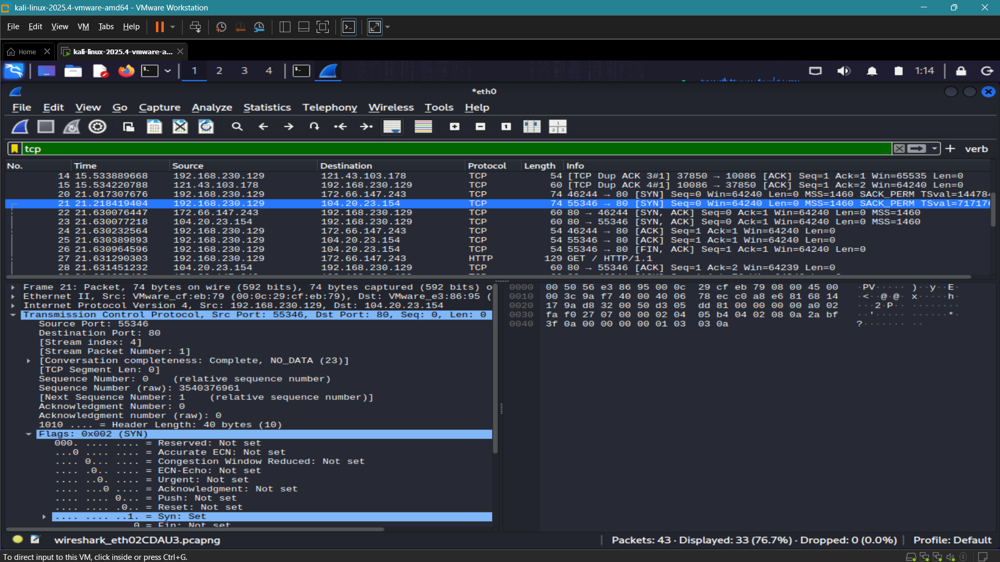 kali-linux-2025.4-vmware-amd64 - VMware Workstation
File Edit View VM Tabs Help
Home kali-linux-2025.4-vmware-a...
1 2 3 4 1:14
*eth0
File Edit View Go Capture Analyze Statistics Telephony Wireless Tools Help
tcp + verb
No. Time Source Destination Protocol Length Info
14 15.533889668 192.168.230.129 121.43.103.178 TCP 54 [TCP Dup ACK 3#1] 37850 → 10086 [ACK] Seq=1 Ack=1 Win=65535 Len=0
15 15.534220788 121.43.103.178 192.168.230.129 TCP 60 [TCP Dup ACK 4#1] 10086 → 37850 [ACK] Seq=1 Ack=2 Win=64240 Len=0
20 21.017307676 192.168.230.129 172.66.147.243 TCP 74 46244 → 80 [SYN] Seq=0 Win=64240 Len=0 MSS=1460 SACK_PERM TSval=144784
21 21.218419404 192.168.230.129 104.20.23.154 TCP 74 55346 → 80 [SYN] Seq=0 Win=64240 Len=0 MSS=1460 SACK_PERM TSval=717176
22 21.630076447 172.66.147.243 192.168.230.129 TCP 60 80 → 46244 [SYN, ACK] Seq=0 Ack=1 Win=64240 Len=0 MSS=1460
23 21.630077218 104.20.23.154 192.168.230.129 TCP 60 80 → 55346 [SYN, ACK] Seq=0 Ack=1 Win=64240 Len=0 MSS=1460
24 21.630232564 192.168.230.129 172.66.147.243 TCP 54 46244 → 80 [ACK] Seq=1 Ack=1 Win=64240 Len=0
25 21.630389893 192.168.230.129 104.20.23.154 TCP 54 55346 → 80 [ACK] Seq=1 Ack=1 Win=64240 Len=0
26 21.630964596 192.168.230.129 104.20.23.154 TCP 54 55346 → 80 [FIN, ACK] Seq=1 Ack=1 Win=64240 Len=0
27 21.631290303 192.168.230.129 172.66.147.243 HTTP 129 GET / HTTP/1.1
28 21.631451232 104.20.23.154 192.168.230.129 TCP 60 80 → 55346 [ACK] Seq=1 Ack=2 Win=64239 Len=0
Frame 21: Packet, 74 bytes on wire (592 bits), 74 bytes captured (592 bits) o
Ethernet II, Src: VMware_cf:eb:79 (00:0c:29:cf:eb:79), Dst: VMware_e3:86:95 (
Internet Protocol Version 4, Src: 192.168.230.129, Dst: 104.20.23.154
Transmission Control Protocol, Src Port: 55346, Dst Port: 80, Seq: 0, Len: 0
Source Port: 55346
Destination Port: 80
[Stream index: 4]
[Stream Packet Number: 1]
[Conversation completeness: Complete, NO_DATA (23)]
[TCP Segment Len: 0]
Sequence Number: 0 (relative sequence number)
Sequence Number (raw): 3540376961
[Next Sequence Number: 1 (relative sequence number)]
Acknowledgment Number: 0
Acknowledgment number (raw): 0
1010 .... = Header Length: 40 bytes (10)
Flags: 0x002 (SYN)
000. .... .... = Reserved: Not set
...0 .... .... = Accurate ECN: Not set
.... 0... .... = Congestion Window Reduced: Not set
.... .0.. .... = ECN-Echo: Not set
.... ..0. .... = Urgent: Not set
.... ...0 .... = Acknowledgment: Not set
.... .... 0... = Push: Not set
.... .... .0.. = Reset: Not set
.... .... ..1. = Syn: Set
0 = Fin: Not set
0000 00 50 56 e3 86 95 00 0c 29 cf eb 79 08 00 45 00 ·PV····· )··y··E·
0010 00 3c 9a f7 40 00 40 06 78 ec c0 a8 e6 81 68 14 ·<··@·@· x·····h·
0020 17 9a d8 32 00 50 d3 05 dd 81 00 00 00 00 a0 02 ···2·P·· ········
0030 fa f0 27 07 00 00 02 04 05 b4 04 02 08 0a 2a bf ··'····· ······*·
0040 3f 0a 00 00 00 00 01 03 03 0a ?······· ··
wireshark_eth02CDAU3.pcapng Packets: 43 · Displayed: 33 (76.7%) · Dropped: 0 (0.0%) Profile: Default
To direct input to this VM, click inside or press Ctrl+G.